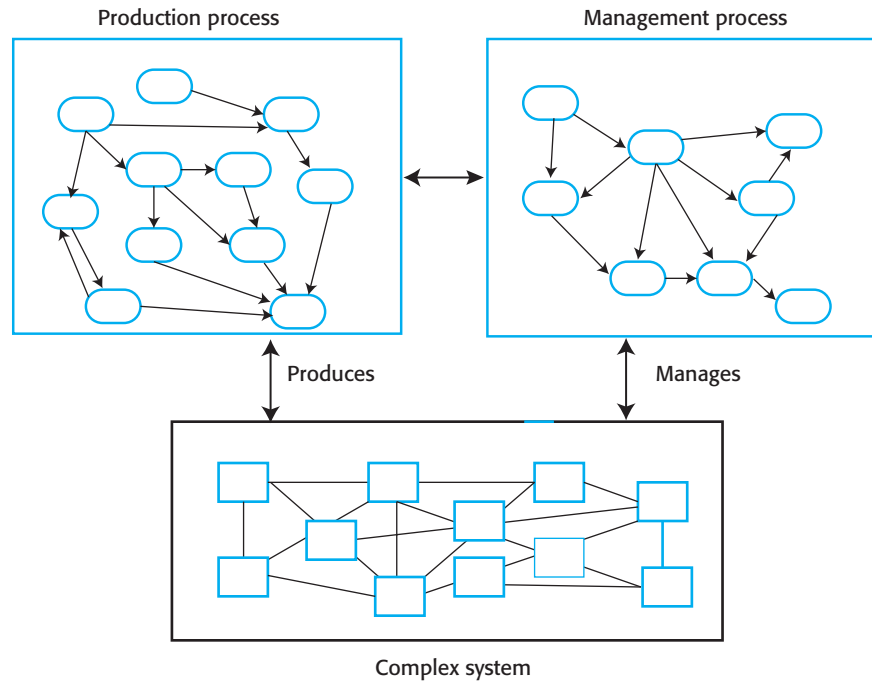 Production process
Management process
Produces
Manages
Complex system